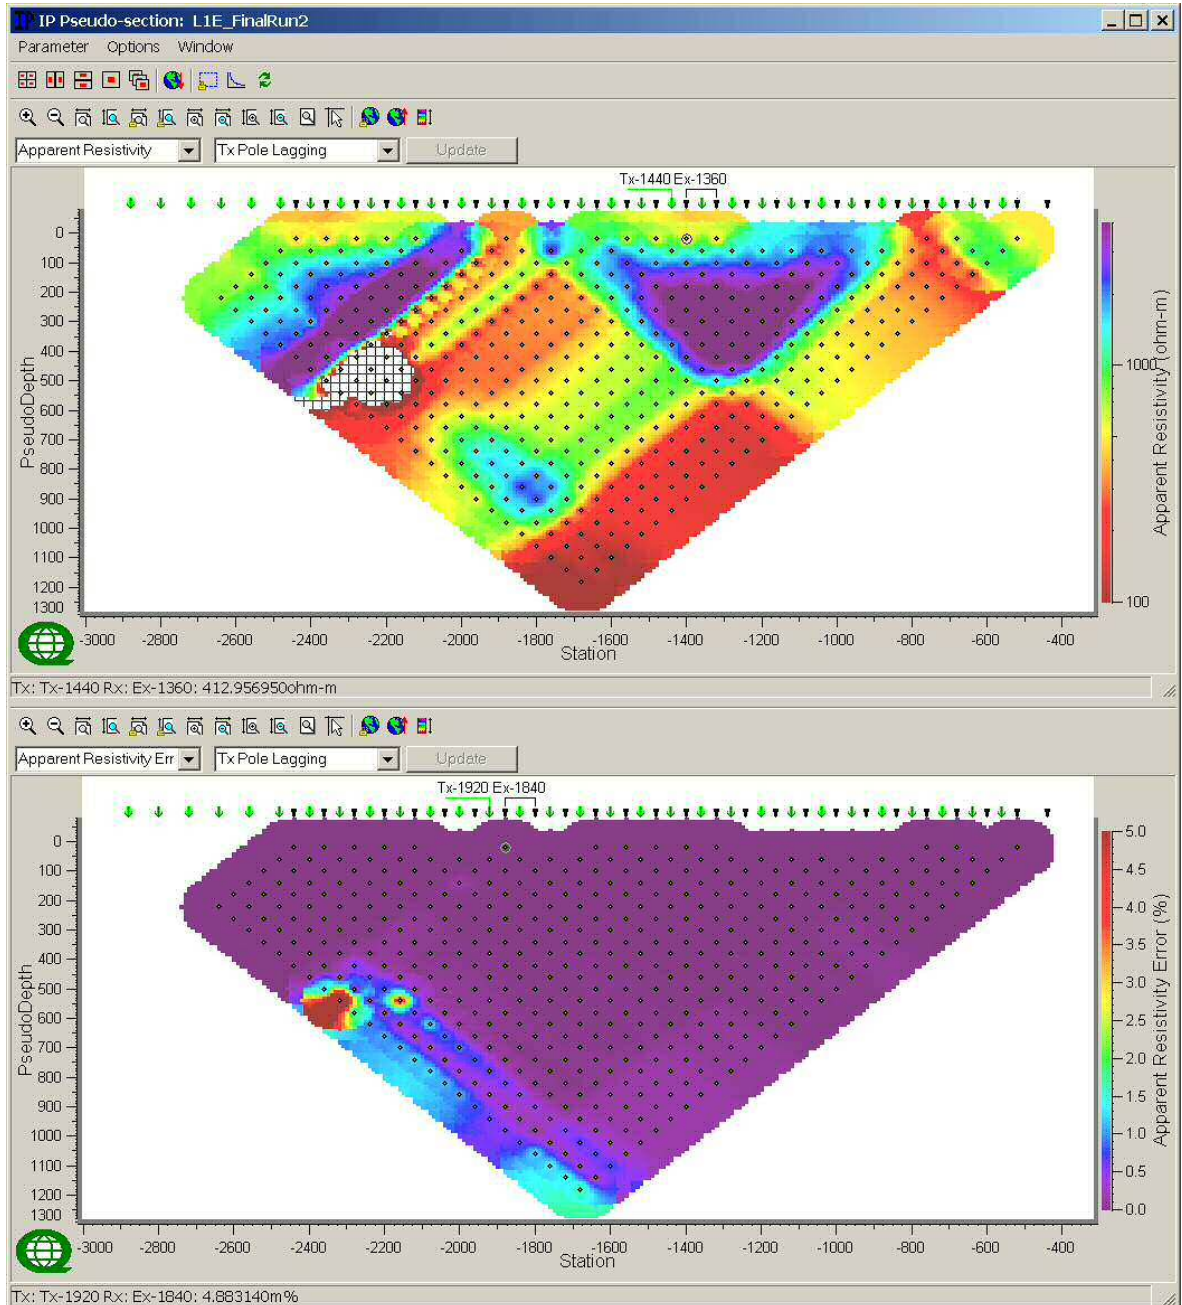 IP Pseudo-section: L1E_FinalRun2
Parameter Options Window
Apparent Resistivity Tx Pole Lagging Update
Tx-1440 Ex-1360
0
100
200
300
400
500
600
700
800
900
1000
1100
1200
1300
PseudoDepth
1000
100
Apparent Resistivity (ohm-m)
-3000 -2800 -2600 -2400 -2200 -2000 -1800 -1600 -1400 -1200 -1000 -800 -600 -400
Station
Tx: Tx-1440 Rx: Ex-1360: 412.956950ohm-m
Apparent Resistivity Err Tx Pole Lagging Update
Tx-1920 Ex-1840
0
100
200
300
400
500
600
700
800
900
1000
1100
1200
1300
PseudoDepth
5.0
4.5
4.0
3.5
3.0
2.5
2.0
1.5
1.0
0.5
0.0
Apparent Resistivity Error (%)
-3000 -2800 -2600 -2400 -2200 -2000 -1800 -1600 -1400 -1200 -1000 -800 -600 -400
Station
Tx: Tx-1920 Rx: Ex-1840: 4.883140m%